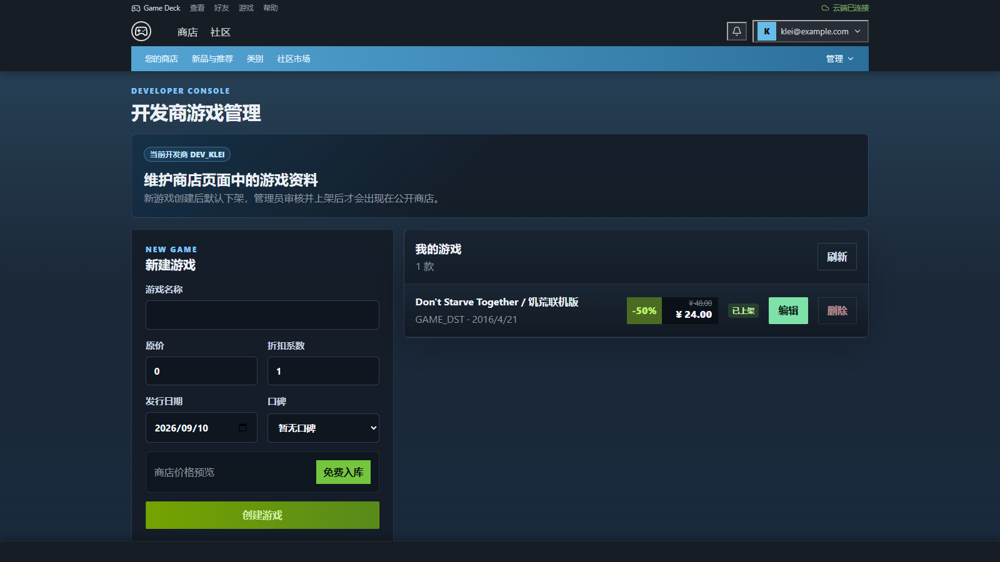 Game Deck 查看 好友 游戏 帮助 云端已连接
商店 社区 K klei@example.com
您的商店 新品与推荐 类别 社区市场 管理
DEVELOPER CONSOLE
开发商游戏管理
当前开发商 DEV_KLEI
维护商店页面中的游戏资料
新游戏创建后默认下架，管理员审核并上架后才会出现在公开商店。
NEW GAME
新建游戏
游戏名称
原价 折扣系数
0 1
发行日期 口碑
2026/09/10 暂无口碑
商店价格预览 免费入库
创建游戏
我的游戏
1 款
刷新
Don't Starve Together / 饥荒联机版
GAME_DST · 2016/4/21
-50% ¥ 48.00
¥ 24.00
已上架 编辑 删除